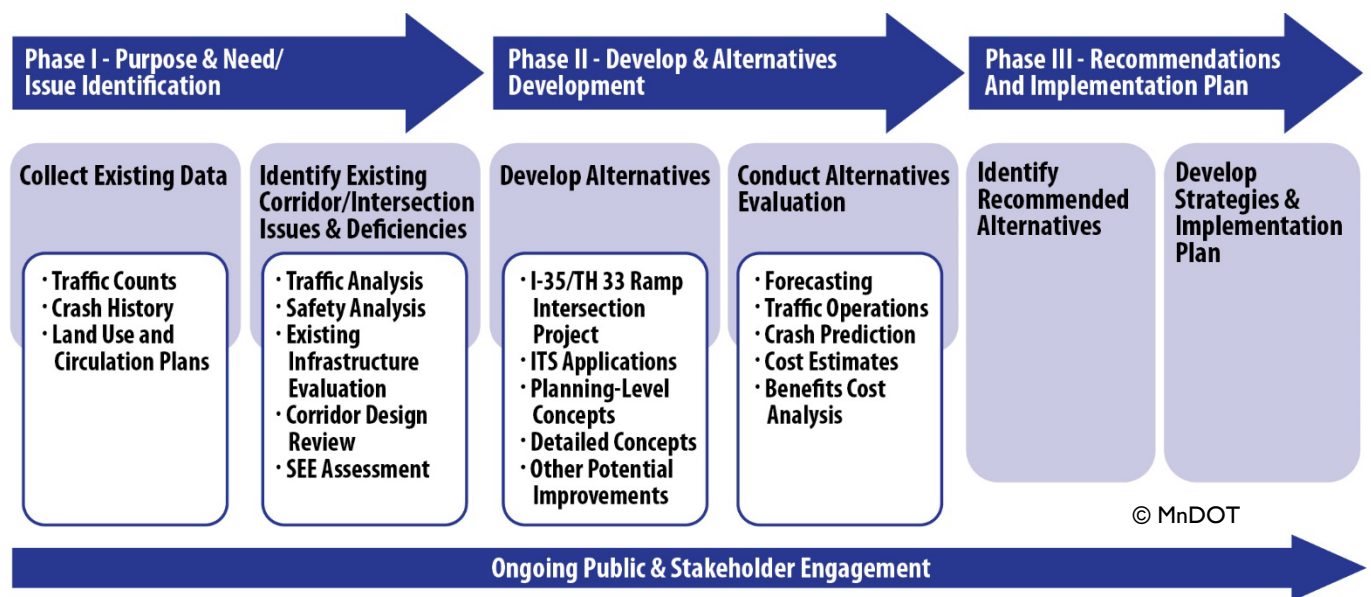 Phase I - Purpose & Need/
Issue Identification
Phase II - Develop & Alternatives
Development
Phase III - Recommendations
And Implementation Plan
Collect Existing Data
· Traffic Counts
· Crash History
· Land Use and
Circulation Plans
Identify Existing
Corridor/Intersection
Issues & Deficiencies
· Traffic Analysis
· Safety Analysis
· Existing
Infrastructure
Evaluation
· Corridor Design
Review
· SEE Assessment
Develop Alternatives
· I-35/TH 33 Ramp
Intersection
Project
· ITS Applications
· Planning-Level
Concepts
· Detailed Concepts
· Other Potential
Improvements
Conduct Alternatives
Evaluation
· Forecasting
· Traffic Operations
· Crash Prediction
· Cost Estimates
· Benefits Cost
Analysis
Identify
Recommended
Alternatives
Develop
Strategies &
Implementation
Plan
© MnDOT
Ongoing Public & Stakeholder Engagement